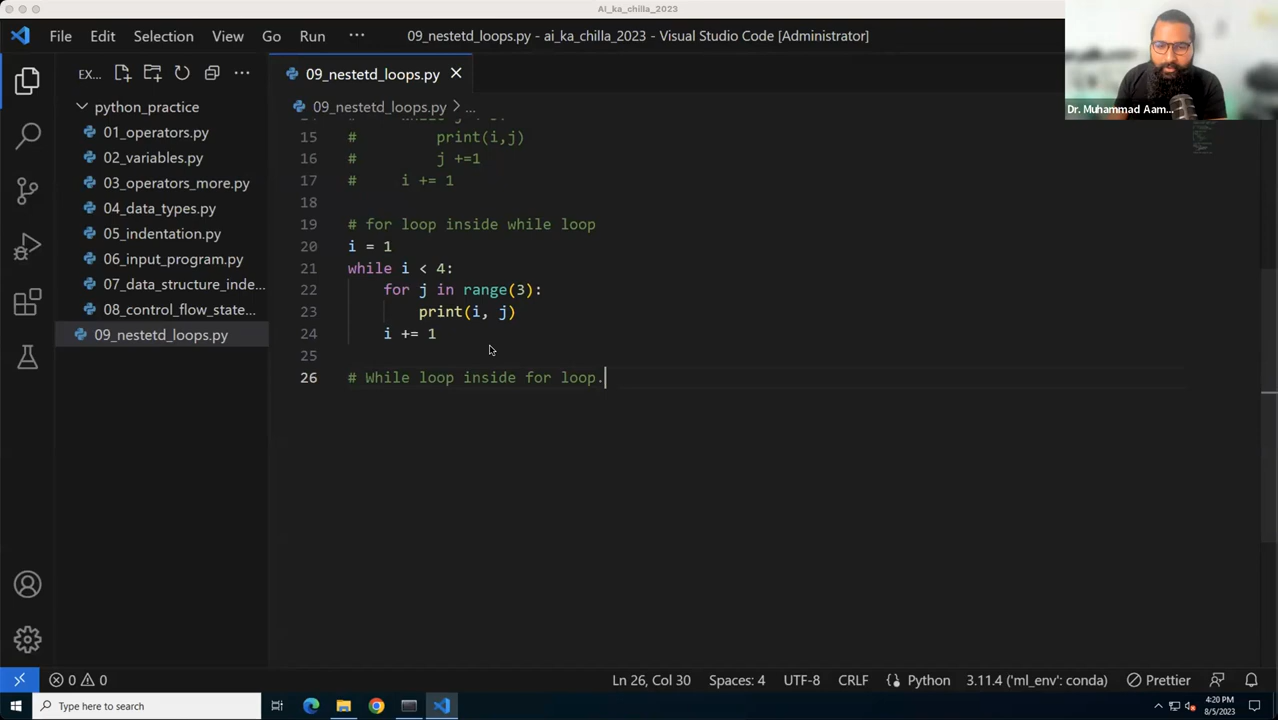 AI_ka_chilla_2023
File Edit Selection View Go Run ··· 09_nestetd_loops.py - ai_ka_chilla_2023 - Visual Studio Code [Administrator]
EX... ···
09_nestetd_loops.py
python_practice
09_nestetd_loops.py > ...
01_operators.py
02_variables.py
03_operators_more.py
04_data_types.py
05_indentation.py
06_input_program.py
07_data_structure_inde...
08_control_flow_state...
09_nestetd_loops.py
15 # print(i,j)
16 # j +=1
17 # i += 1
18
19 # for loop inside while loop
20 i = 1
21 while i < 4:
22 for j in range(3):
23 print(i, j)
24 i += 1
25
26 # While loop inside for loop.
Dr. Muhammad Aam...
0 0 Ln 26, Col 30 Spaces: 4 UTF-8 CRLF Python 3.11.4 ('ml_env': conda) Prettier
Type here to search
4:20 PM
8/5/2023